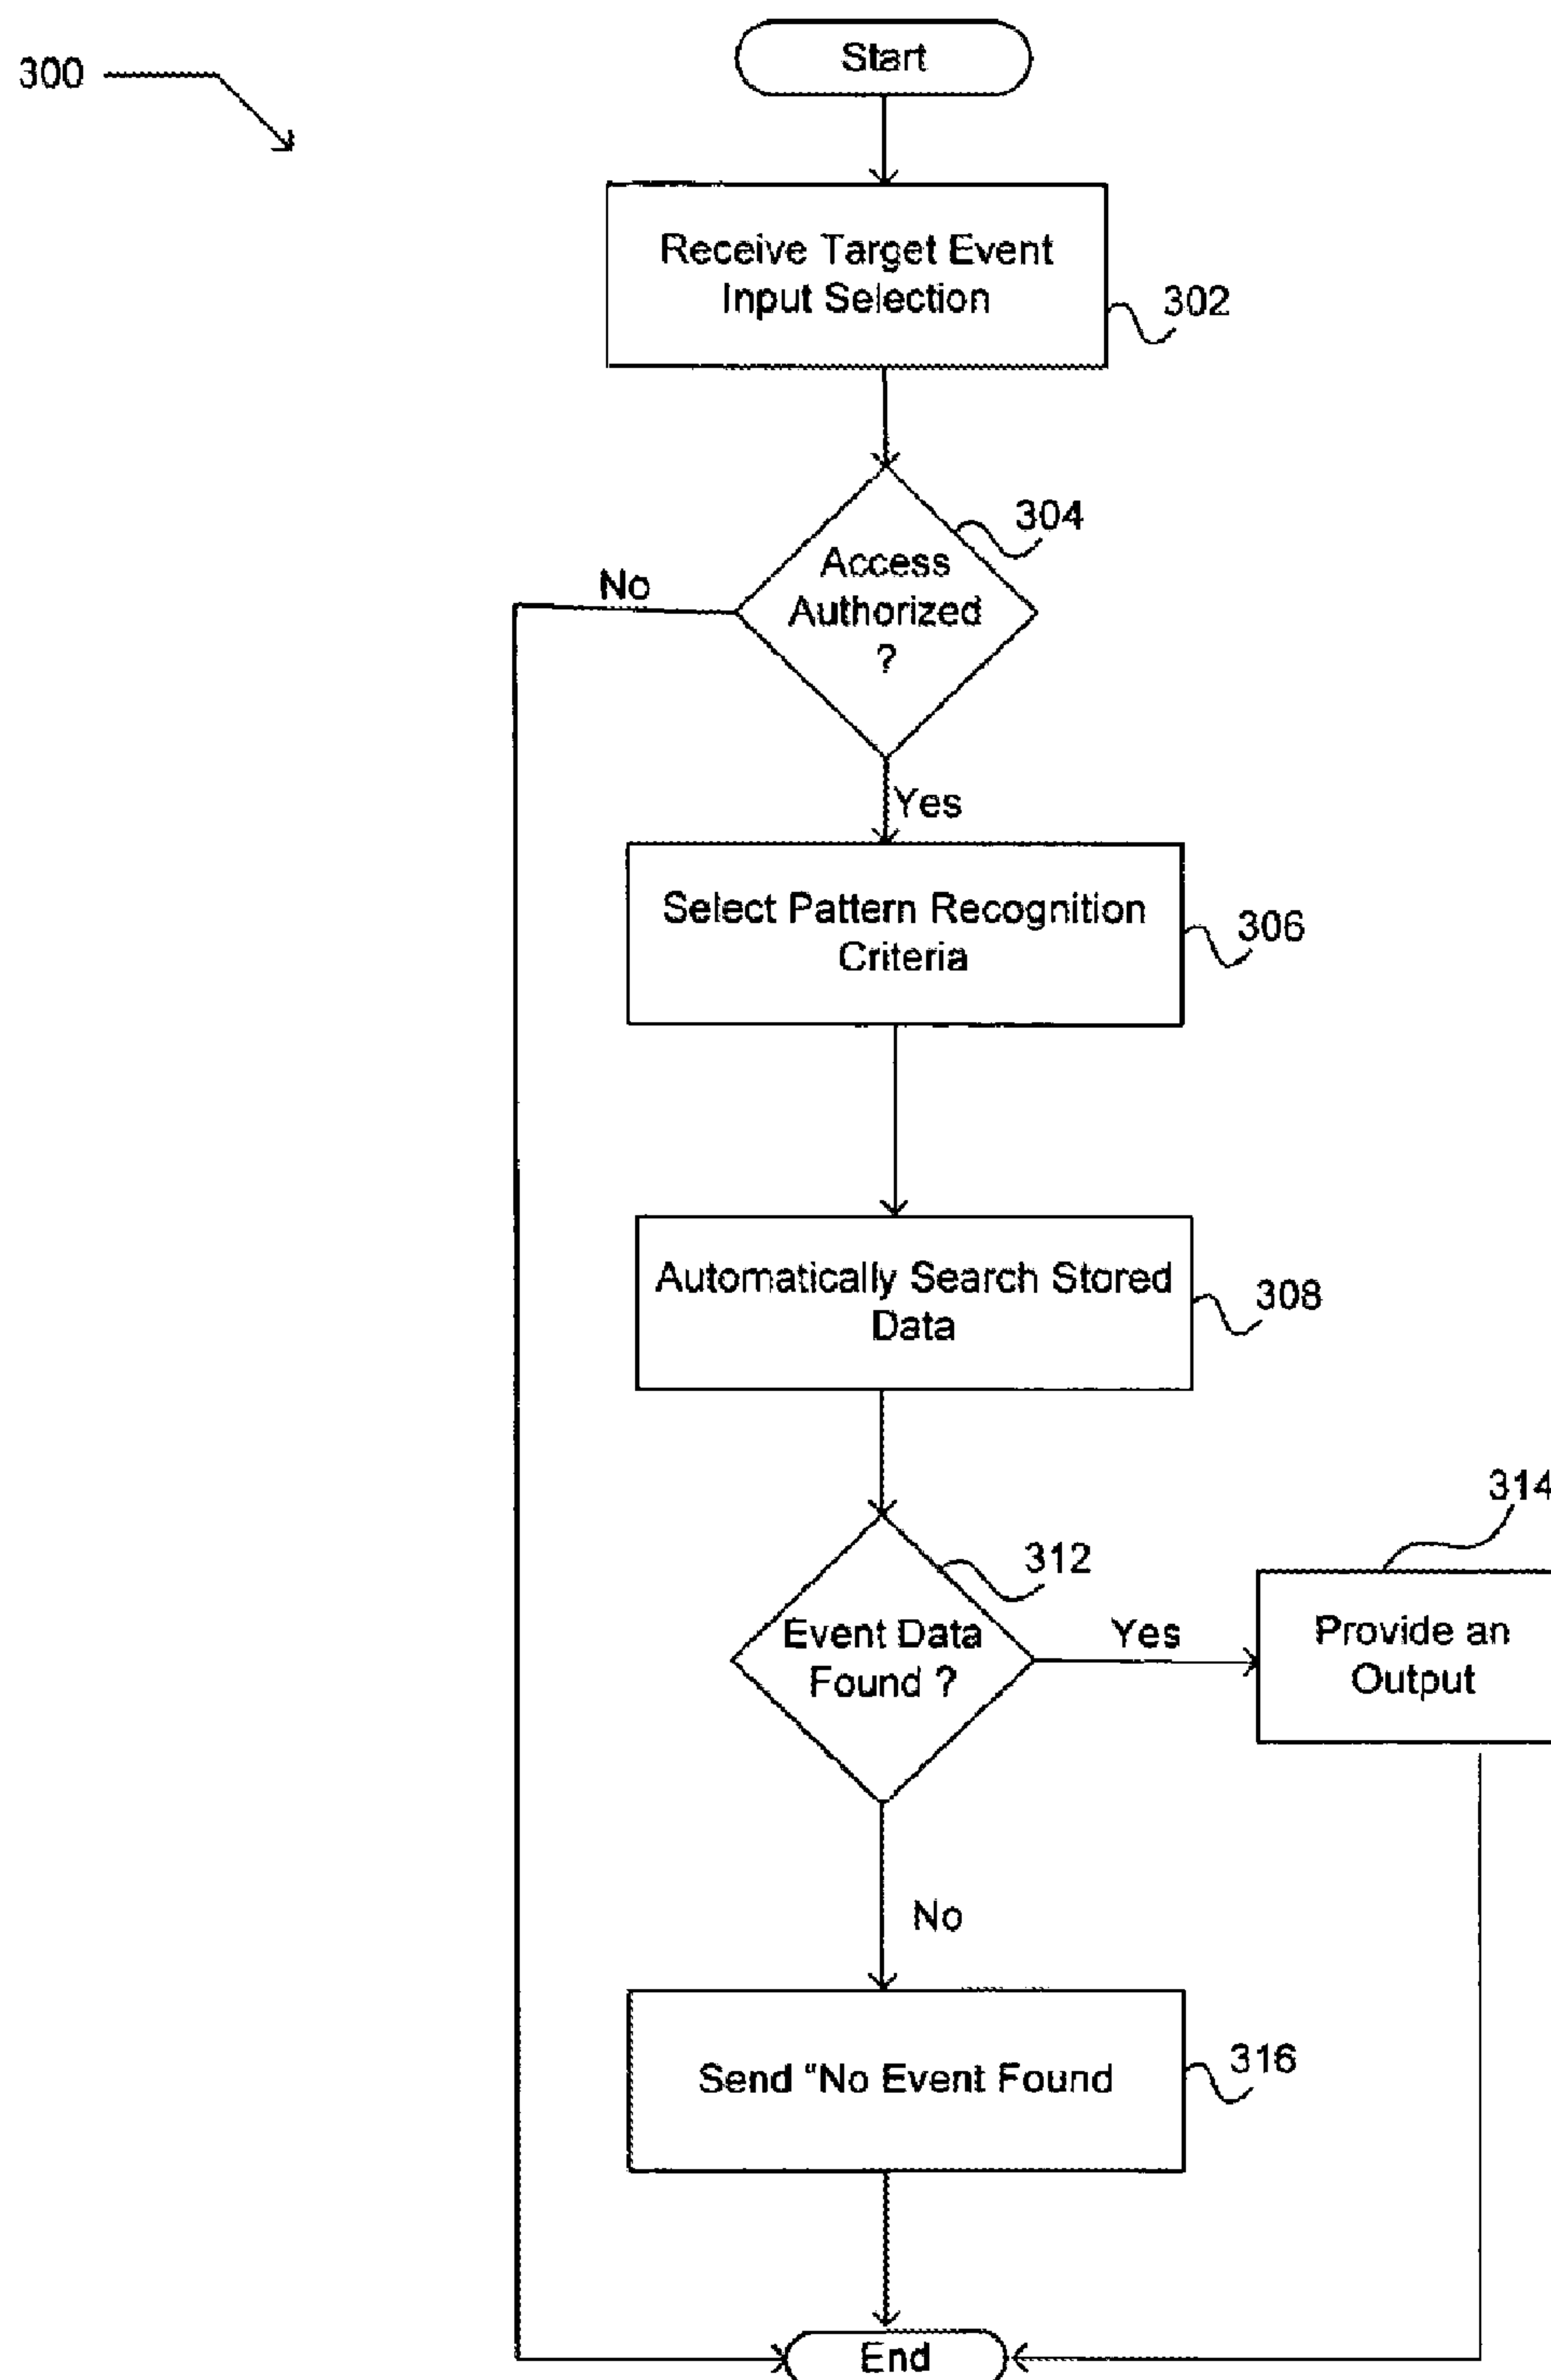 300
Start
Receive Target Event
Input Selection
302
304
Access
Authorized
?
No
Yes
Select Pattern Recognition
Criteria
306
Automatically Search Stored
Data
308
312
Event Data
Found ?
Yes
314
Provide an
Output
No
Send "No Event Found
316
End